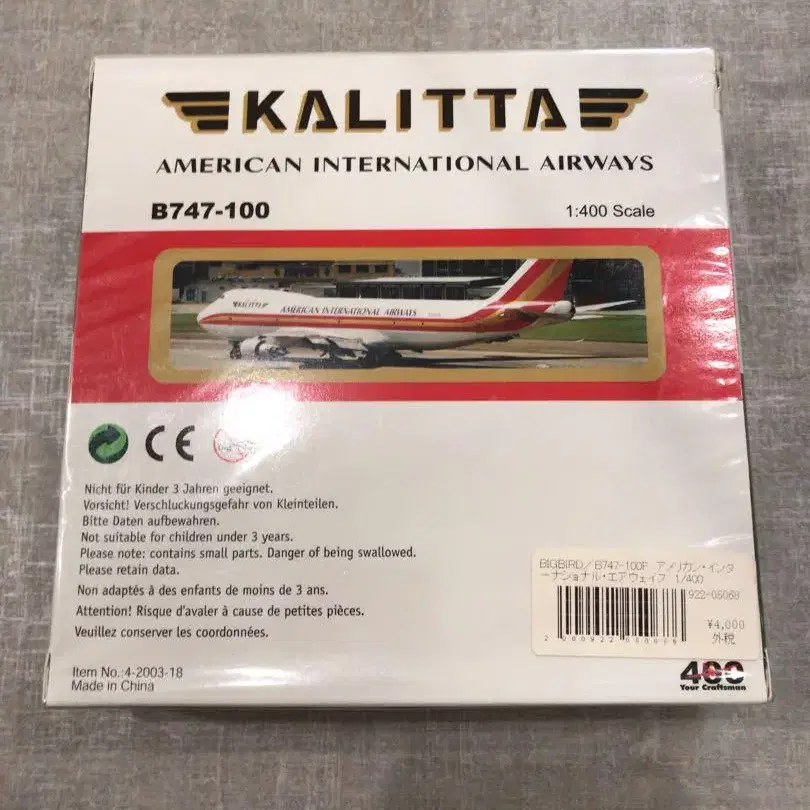 KALITTA
AMERICAN INTERNATIONAL AIRWAYS
B747-100
1:400 Scale
KALITTA AMERICAN INTERNATIONAL AIRWAYS
CE
Nicht für Kinder 3 Jahren geeignet.
Vorsicht! Verschluckungsgefahr von Kleinteilen.
Bitte Daten aufbewahren.
Not suitable for children under 3 years.
Please note: contains small parts. Danger of being swallowed.
Please retain data.
Non adaptés à des enfants de moins de 3 ans.
Attention! Risque d'avaler à cause de petites pièces.
Veuillez conserver les coordonnées.
Item No.:4-2003-18
Made in China
BIGBIRD/B747-100F アメリカン・インタ
ーナショナル・エアウェイズ 1/400
922-05068
¥4,000
外税
400
Your Craftsman